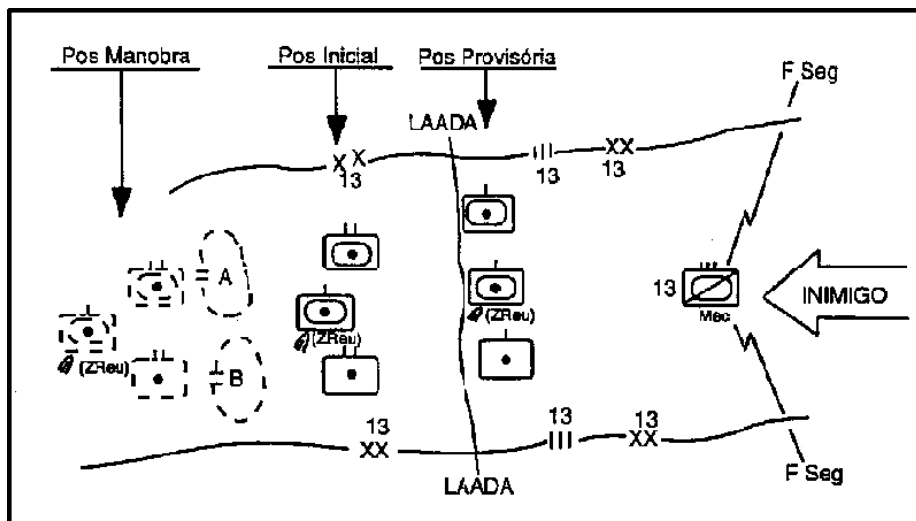 Pos Manobra
Pos Inicial
Pos Provisória
F Seg
LAADA
XX
13
III
13
XX
13
A
(ZReu)
B
(ZReu)
(ZReu)
13
Mec
INIMIGO
13
XX
13
III
13
XX
LAADA
F Seg